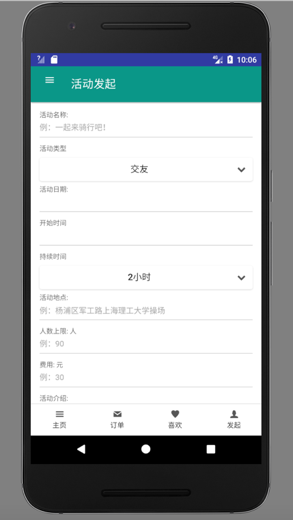 10:06
活动发起
活动名称:
例：一起来骑行吧！
活动类型
交友
活动日期:
开始时间
持续时间
2小时
活动地点:
例：杨浦区军工路上海理工大学操场
人数上限: 人
例：90
费用: 元
例：30
活动介绍:
主页 订单 喜欢 发起